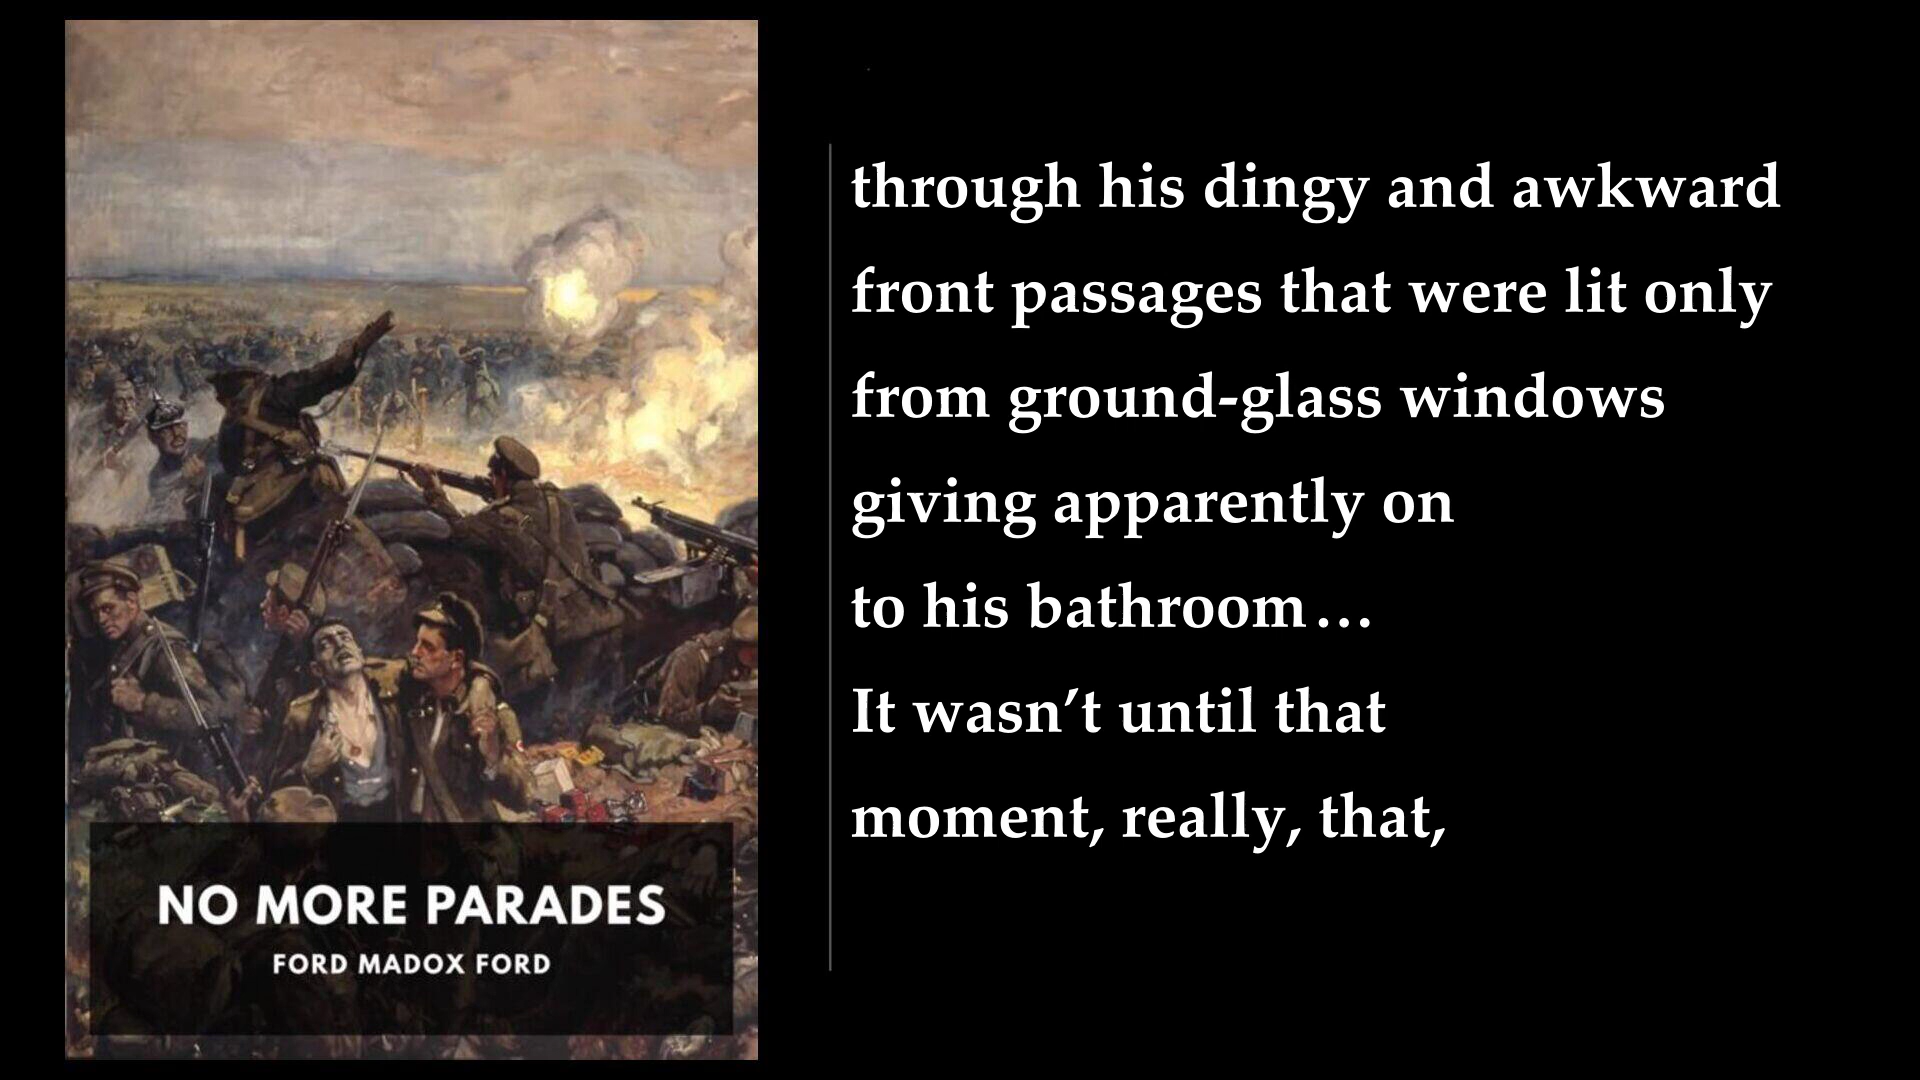 NO MORE PARADES
FORD MADOX FORD
through his dingy and awkward
front passages that were lit only
from ground-glass windows
giving apparently on
to his bathroom…
It wasn’t until that
moment, really, that,